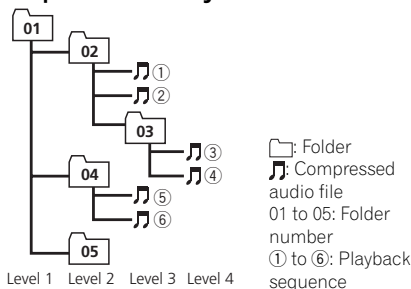 01
02
①
②
03
③
④
04
⑤
⑥
05
Level 1 Level 2 Level 3 Level 4
: Folder
: Compressed
audio file
01 to 05: Folder
number
① to ⑥: Playback
sequence